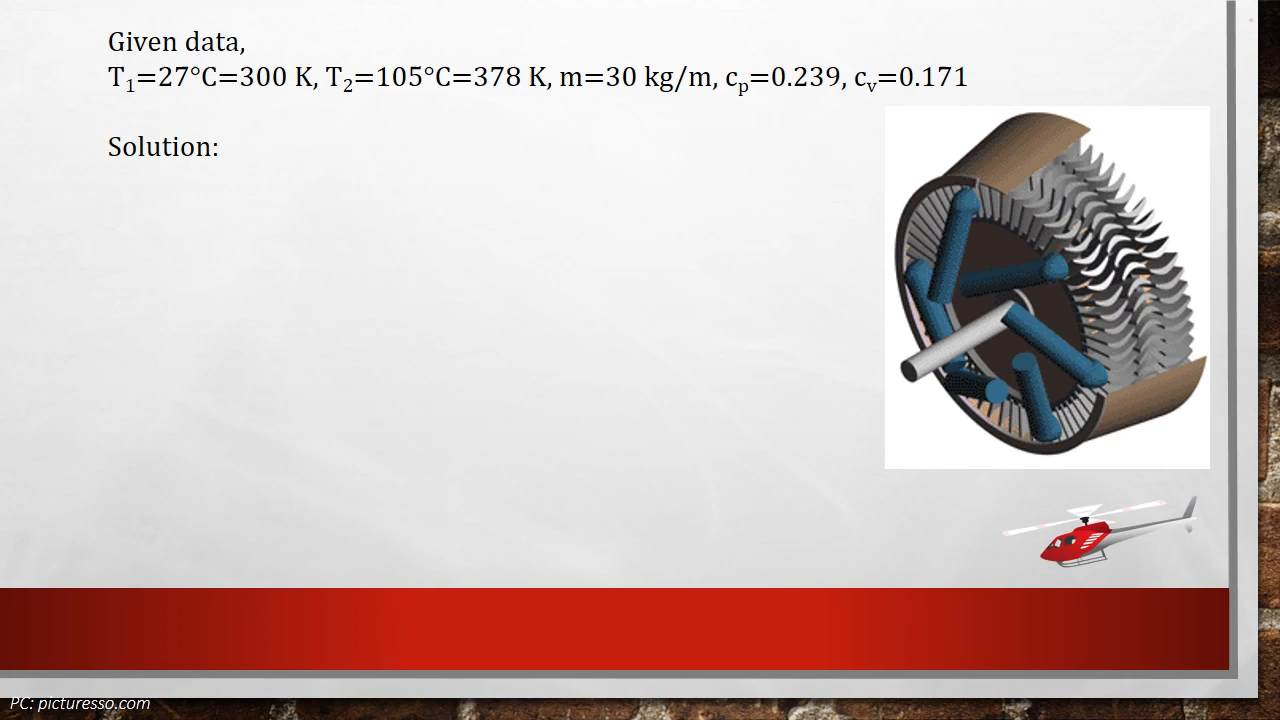 Given data,
T₁=27°C=300 K, T₂=105°C=378 K, m=30 kg/m, cₚ=0.239, cᵥ=0.171
Solution:
PC: picturesso.com